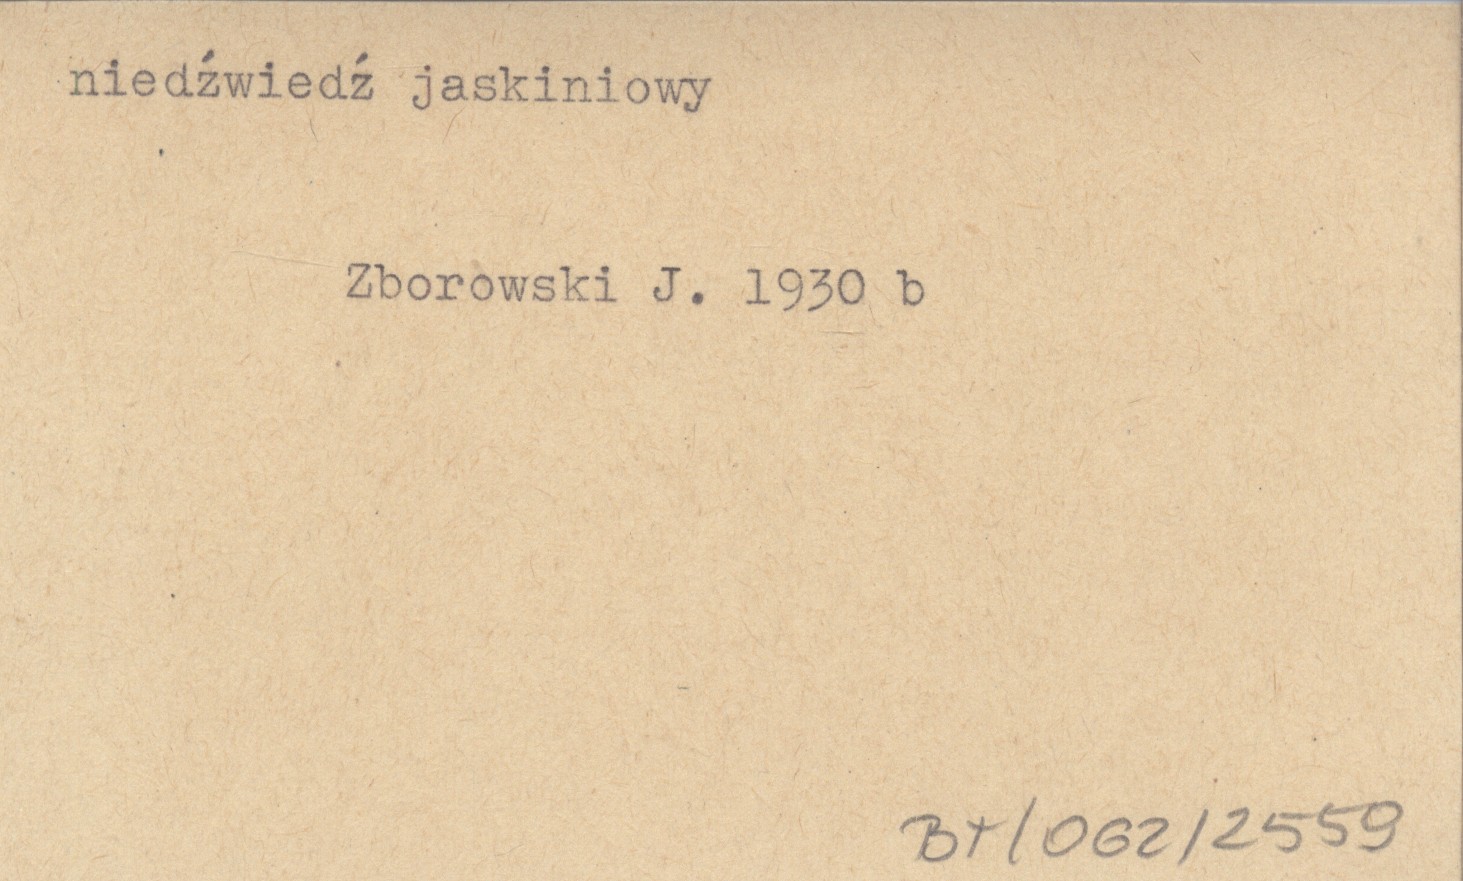 niedźwiedź jaskiniowy
Zborowski J. 1930 b
Bt/062/2559